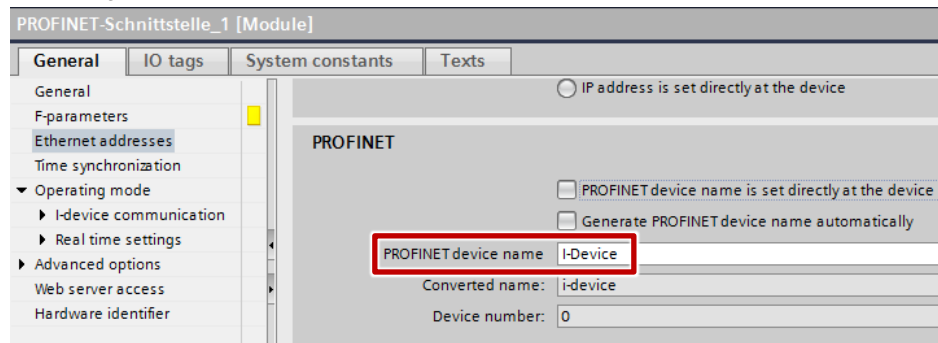 PROFINET-Schnittstelle_1 [Module]
General IO tags System constants Texts
General
F-parameters
Ethernet addresses
Time synchronization
Operating mode
I-device communication
Real time settings
Advanced options
Web server access
Hardware identifier
IP address is set directly at the device
PROFINET
PROFINET device name is set directly at the device
Generate PROFINET device name automatically
PROFINET device name I-Device
Converted name: i-device
Device number: 0